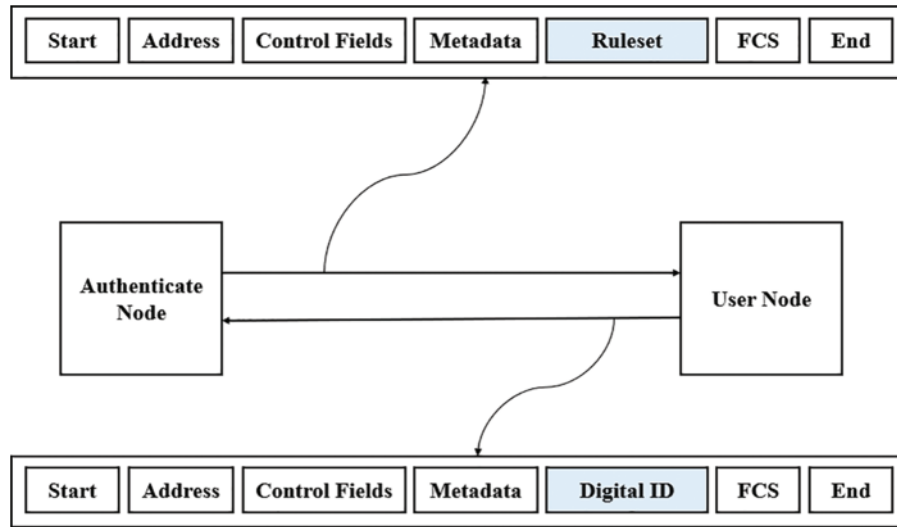 Start Address Control Fields Metadata Ruleset FCS End
Authenticate
Node
User Node
Start Address Control Fields Metadata Digital ID FCS End